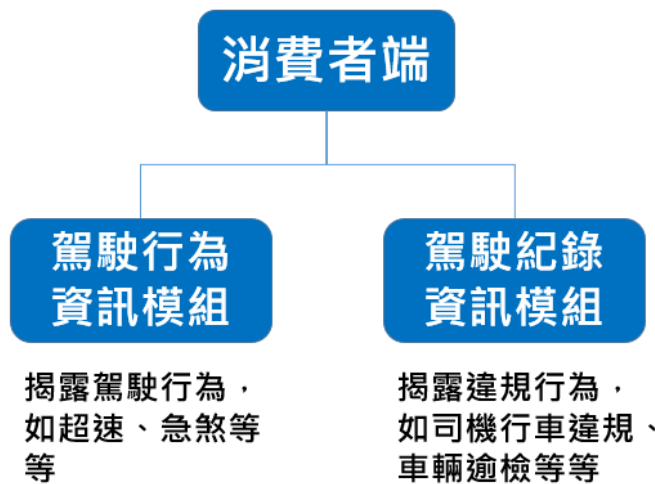 消費者端
駕駛行為
資訊模組
駕駛紀錄
資訊模組
揭露駕駛行為，
如超速、急煞等
等
揭露違規行為，
如司機行車違規、
車輛逾檢等等